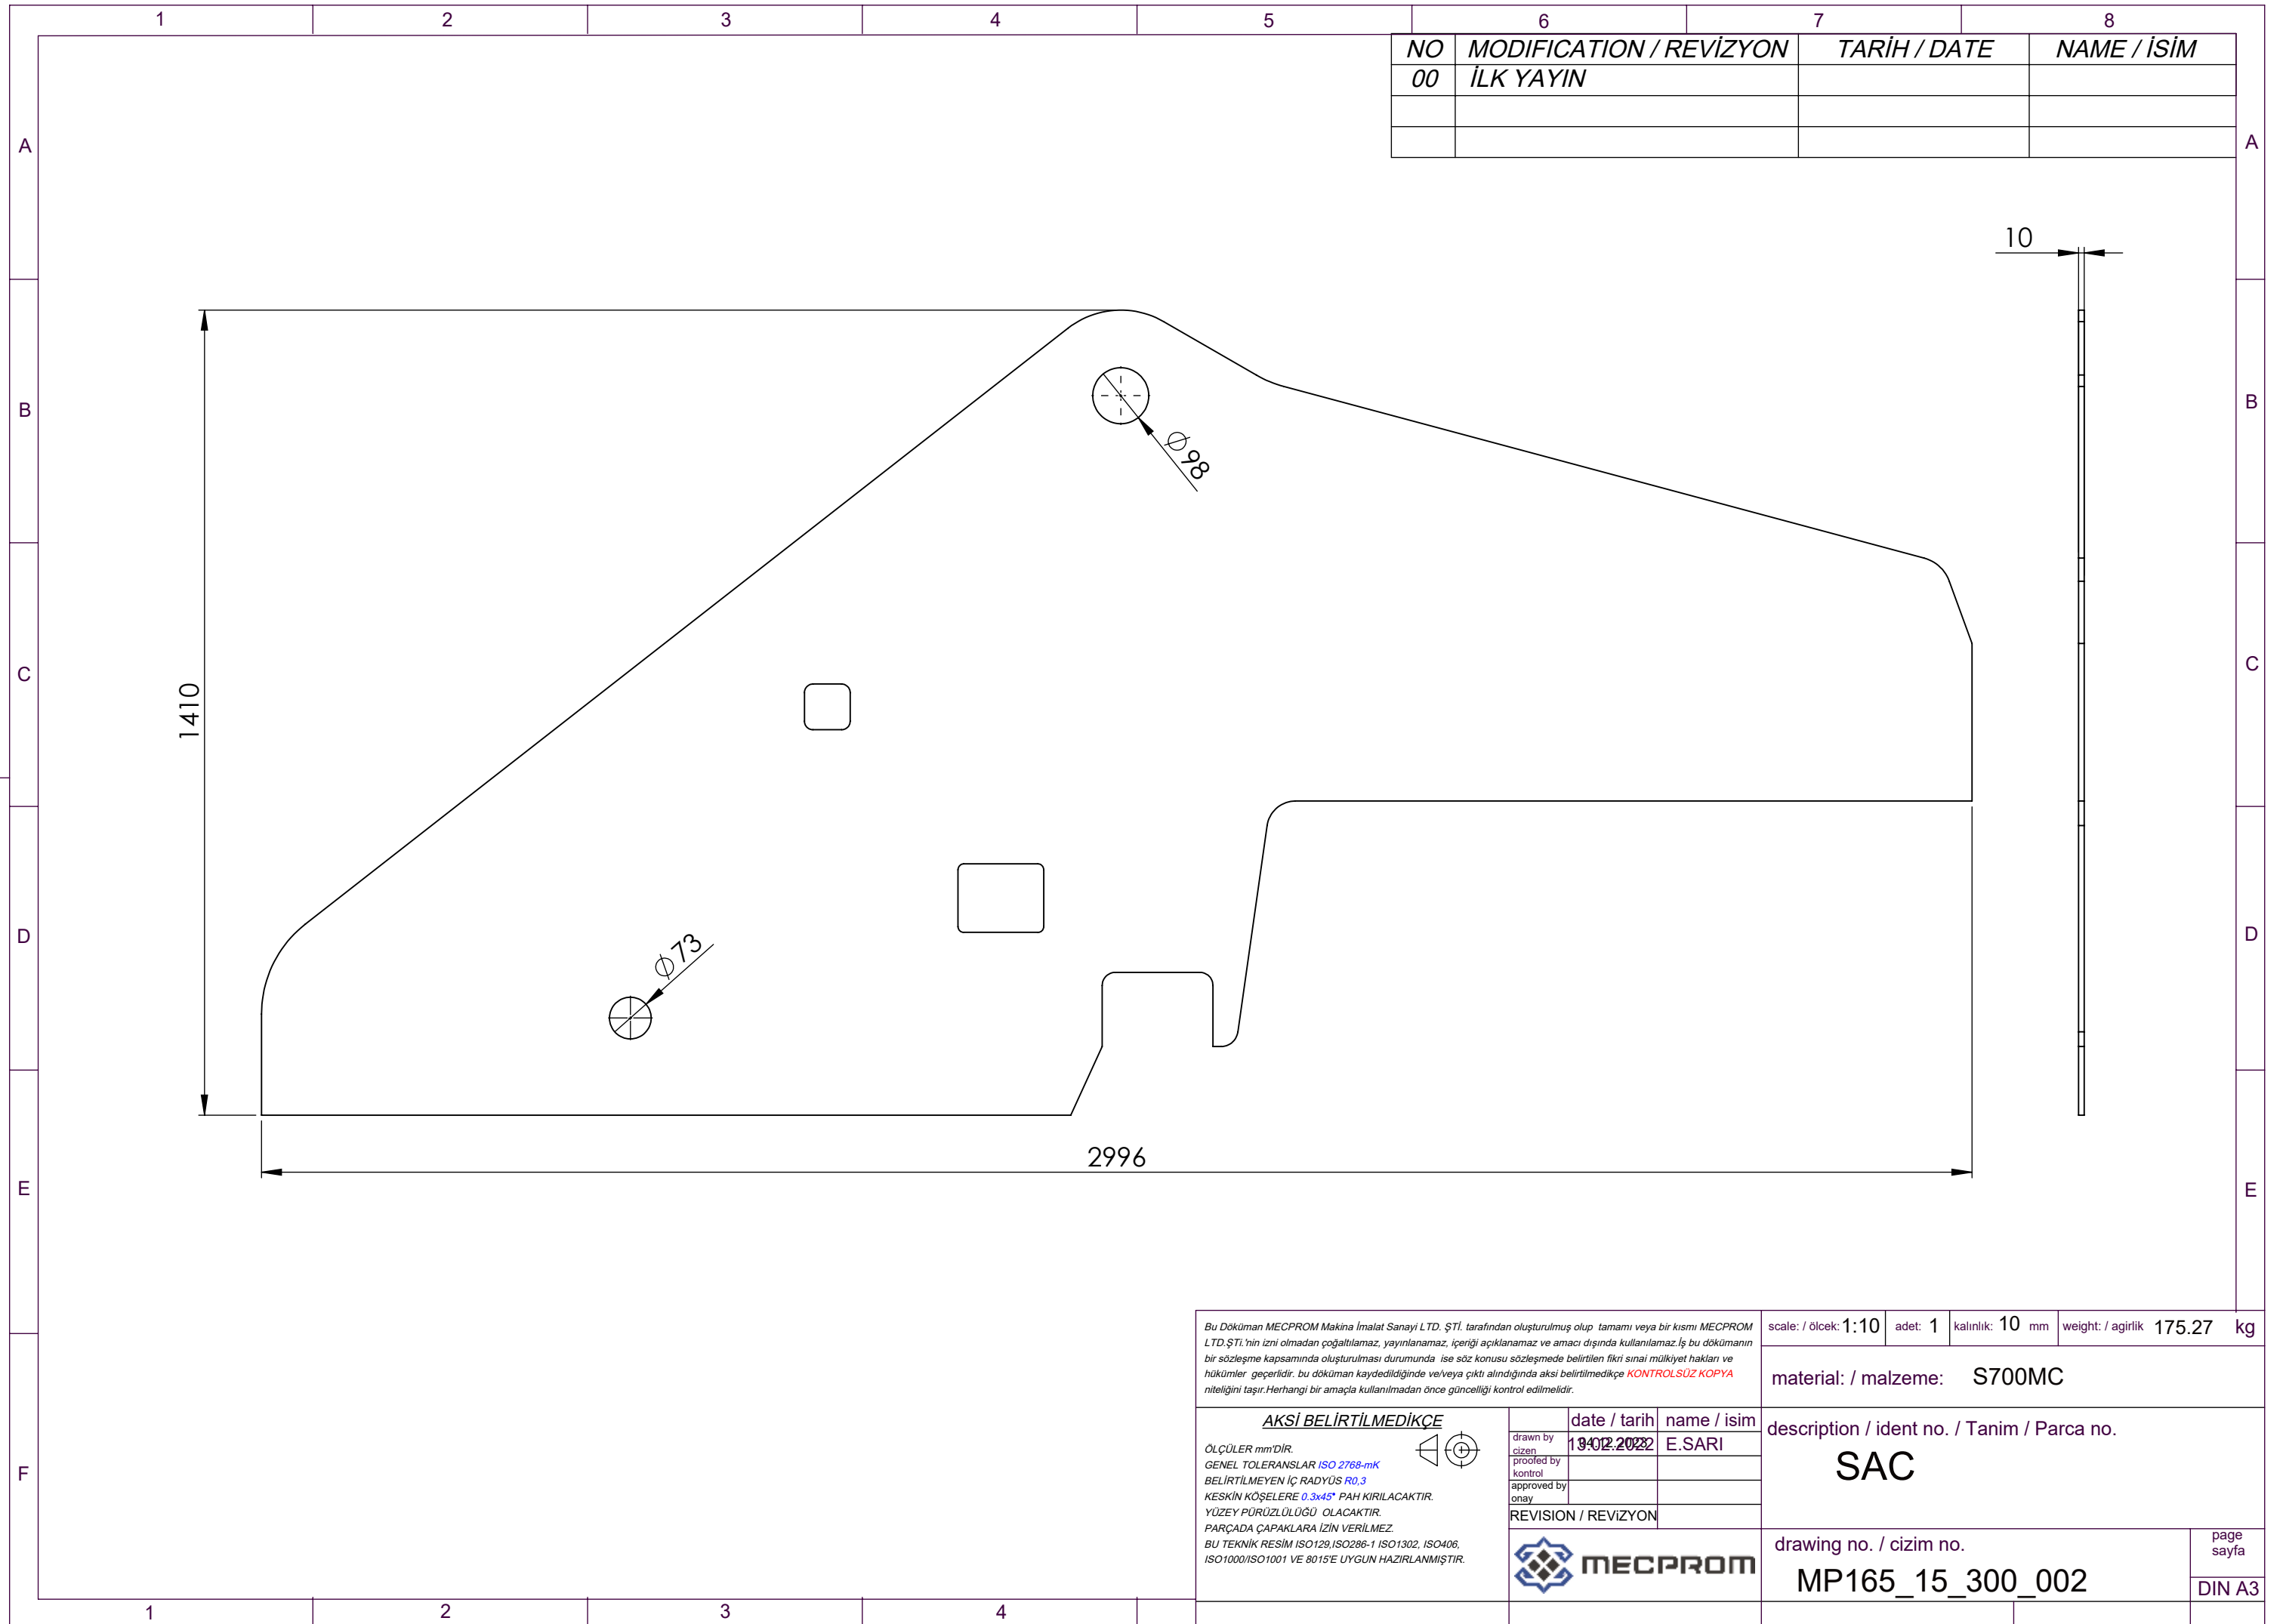 1 2 3 4 5 6 7 8
NO MODIFICATION / REVİZYON TARİH / DATE NAME / İSİM
00 İLK YAYIN
A A
10
B B
Ø98
C C
1410
D D
Ø73
2996
E E
Bu Döküman MECPROM Makina İmalat Sanayi LTD. ŞTİ. tarafından oluşturulmuş olup tamamı veya bir kısmı MECPROM
LTD.ŞTi.'nin izni olmadan çoğaltılamaz, yayınlanamaz, içeriği açıklanamaz ve amacı dışında kullanılamaz.İş bu dökümanın
bir sözleşme kapsamında oluşturulması durumunda ise söz konusu sözleşmede belirtilen fikri sınai mülkiyet hakları ve
hükümler geçerlidir. bu döküman kaydedildiğinde ve/veya çıktı alındığında aksi belirtilmedikçe KONTROLSÜZ KOPYA
niteliğini taşır.Herhangi bir amaçla kullanılmadan önce güncelliği kontrol edilmelidir.
scale: / ölcek: 1:10 adet: 1 kalınlık: 10 mm weight: / agirlik 175.27 kg
material: / malzeme: S700MC
AKSİ BELİRTİLMEDİKÇE
ÖLÇÜLER mm'DİR.
GENEL TOLERANSLAR ISO 2768-mK
BELİRTİLMEYEN İÇ RADYÜS R0,3
KESKİN KÖŞELERE 0.3x45° PAH KIRILACAKTIR.
YÜZEY PÜRÜZLÜLÜĞÜ OLACAKTIR.
PARÇADA ÇAPAKLARA İZİN VERİLMEZ.
BU TEKNİK RESİM ISO129,ISO286-1 ISO1302, ISO406,
ISO1000/ISO1001 VE 8015'E UYGUN HAZIRLANMIŞTIR.
date / tarih name / isim
drawn by
cizen 13.02.2022 E.SARI
proofed by
kontrol
approved by
onay
REVISION / REViZYON
MECPROM
description / ident no. / Tanim / Parca no.
SAC
drawing no. / cizim no.
MP165_15_300_002
page
sayfa
DIN A3
F
1 2 3 4